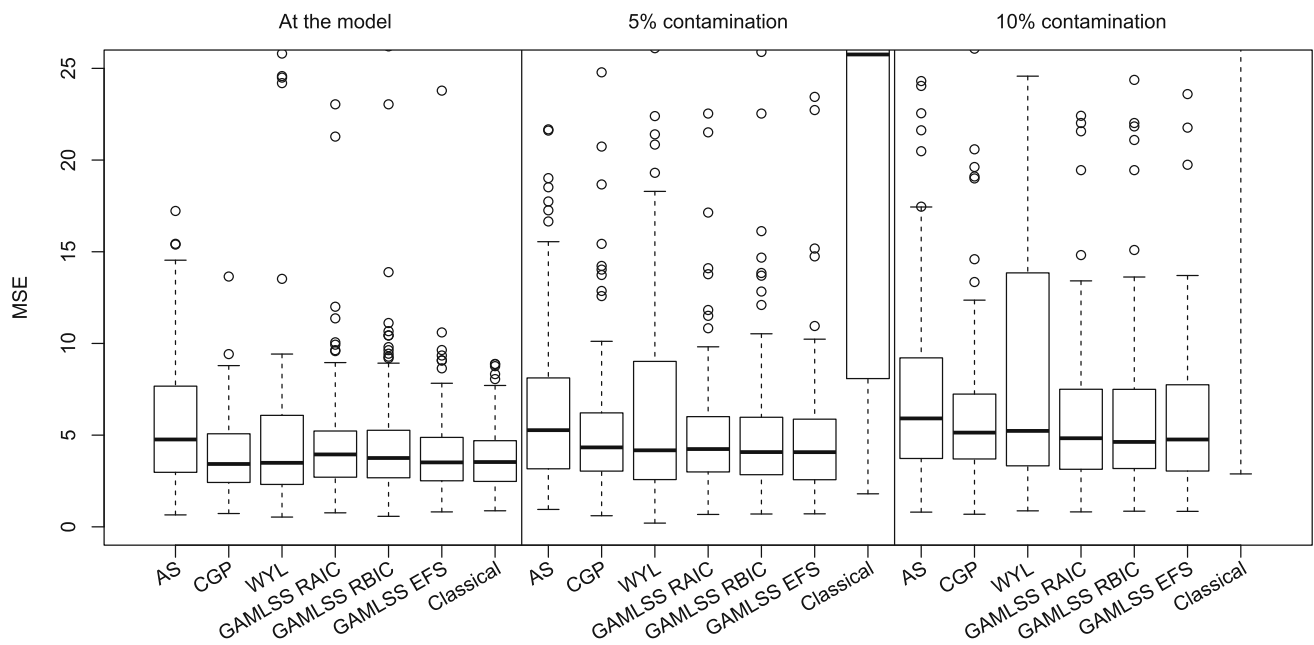 At the model
5% contamination
10% contamination
MSE
25
20
15
10
5
0
AS
CGP
WYL
GAMLSS RAIC
GAMLSS RBIC
GAMLSS EFS
Classical
AS
CGP
WYL
GAMLSS RAIC
GAMLSS RBIC
GAMLSS EFS
Classical
AS
CGP
WYL
GAMLSS RAIC
GAMLSS RBIC
GAMLSS EFS
Classical